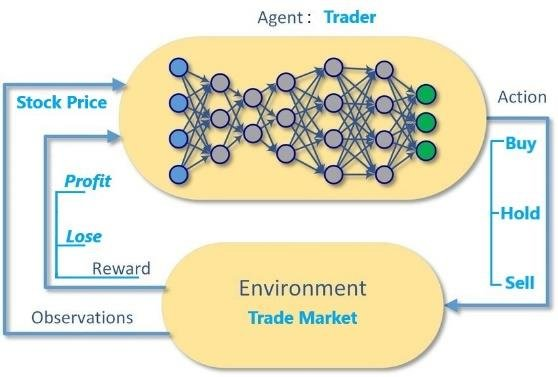 Agent : Trader
Action
Stock Price
Buy
Profit
Hold
Lose
Reward
Sell
Environment
Observations
Trade Market